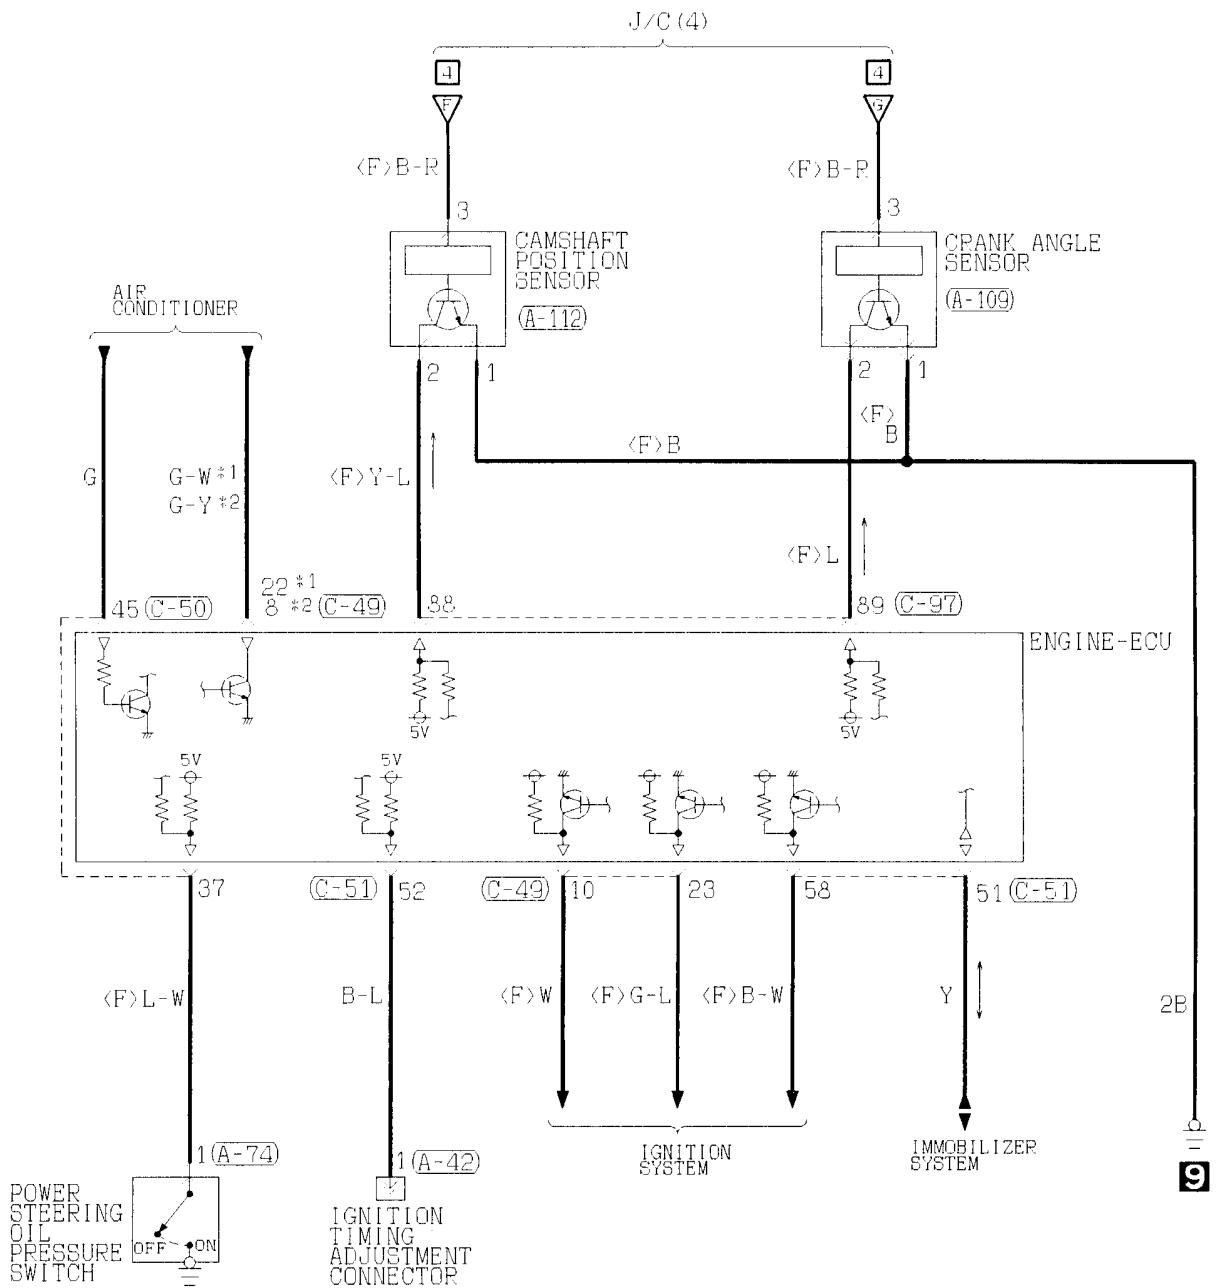 J/C(4)
4
4
F
G
<F>B-R
<F>B-R
3
3
CAMSHAFT
POSITION
SENSOR
(A-112)
CRANK ANGLE
SENSOR
(A-109)
AIR
CONDITIONER
2
1
2
1
<F>
B
<F>B
G
G-W*1
G-Y*2
<F>Y-L
<F>L
45 (C-50)
22 *1
8 *2 (C-49)
88
89 (C-97)
ENGINE-ECU
5V
5V
5V
5V
37
(C-51) 52
(C-49) 10
23
58
51 (C-51)
<F>L-W
B-L
<F>W
<F>G-L
<F>B-W
Y
2B
1 (A-74)
1 (A-42)
IGNITION
SYSTEM
IMMOBILIZER
SYSTEM
9
POWER
STEERING
OIL
PRESSURE
SWITCH
OFF
ON
IGNITION
TIMING
ADJUSTMENT
CONNECTOR